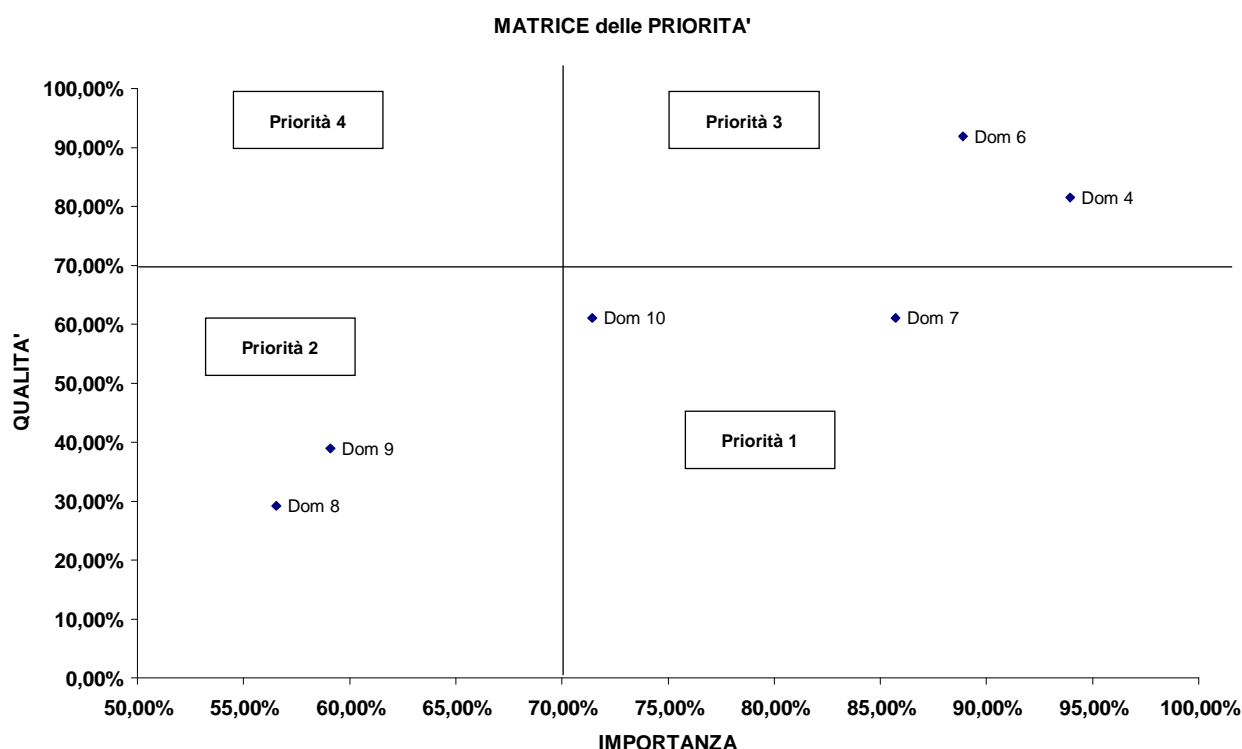 MATRICE delle PRIORITA'
100,00%
Priorità 4
Priorità 3
90,00%
Dom 6
80,00%
Dom 4
70,00%
60,00%
Dom 10
Dom 7
Priorità 2
50,00%
QUALITA'
40,00%
Dom 9
Priorità 1
30,00%
Dom 8
20,00%
10,00%
0,00%
50,00% 55,00% 60,00% 65,00% 70,00% 75,00% 80,00% 85,00% 90,00% 95,00% 100,00%
IMPORTANZA